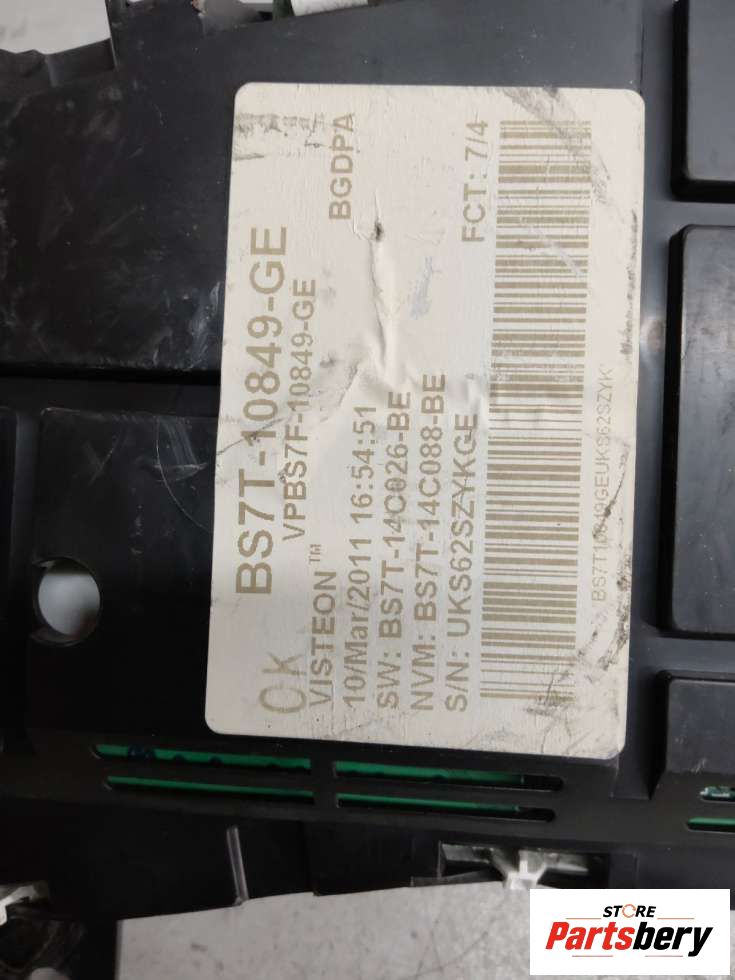 Ok BS7T-10849-GE
VISTEON™ VPBS7F-10849-GE
10/Mar/2011 16:54:51 BGDPA
SW: BS7T-14C026-BE
NVM: BS7T-14C088-BE
S/N: UKS62SZYKGE FCT: 7/4
BS7T10849GEUKS62SZYK
STORE
Partsbery